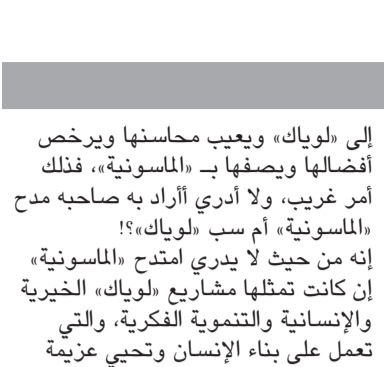 إلى «لوياك» ويعيب محاسنها ويرخص
أفضالها ويصفها بـ «الماسونية»، فذلك
أمر غريب، ولا أدري أأراد به صاحبه مدح
«الماسونية» أم سب «لوياك»؟!
إنه من حيث لا يدري امتدح «الماسونية»
إن كانت تمثلها مشاريع «لوياك» الخيرية
والإنسانية والتنموية الفكرية، والتي
تعمل على بناء الإنسان وتحيي عزيمة